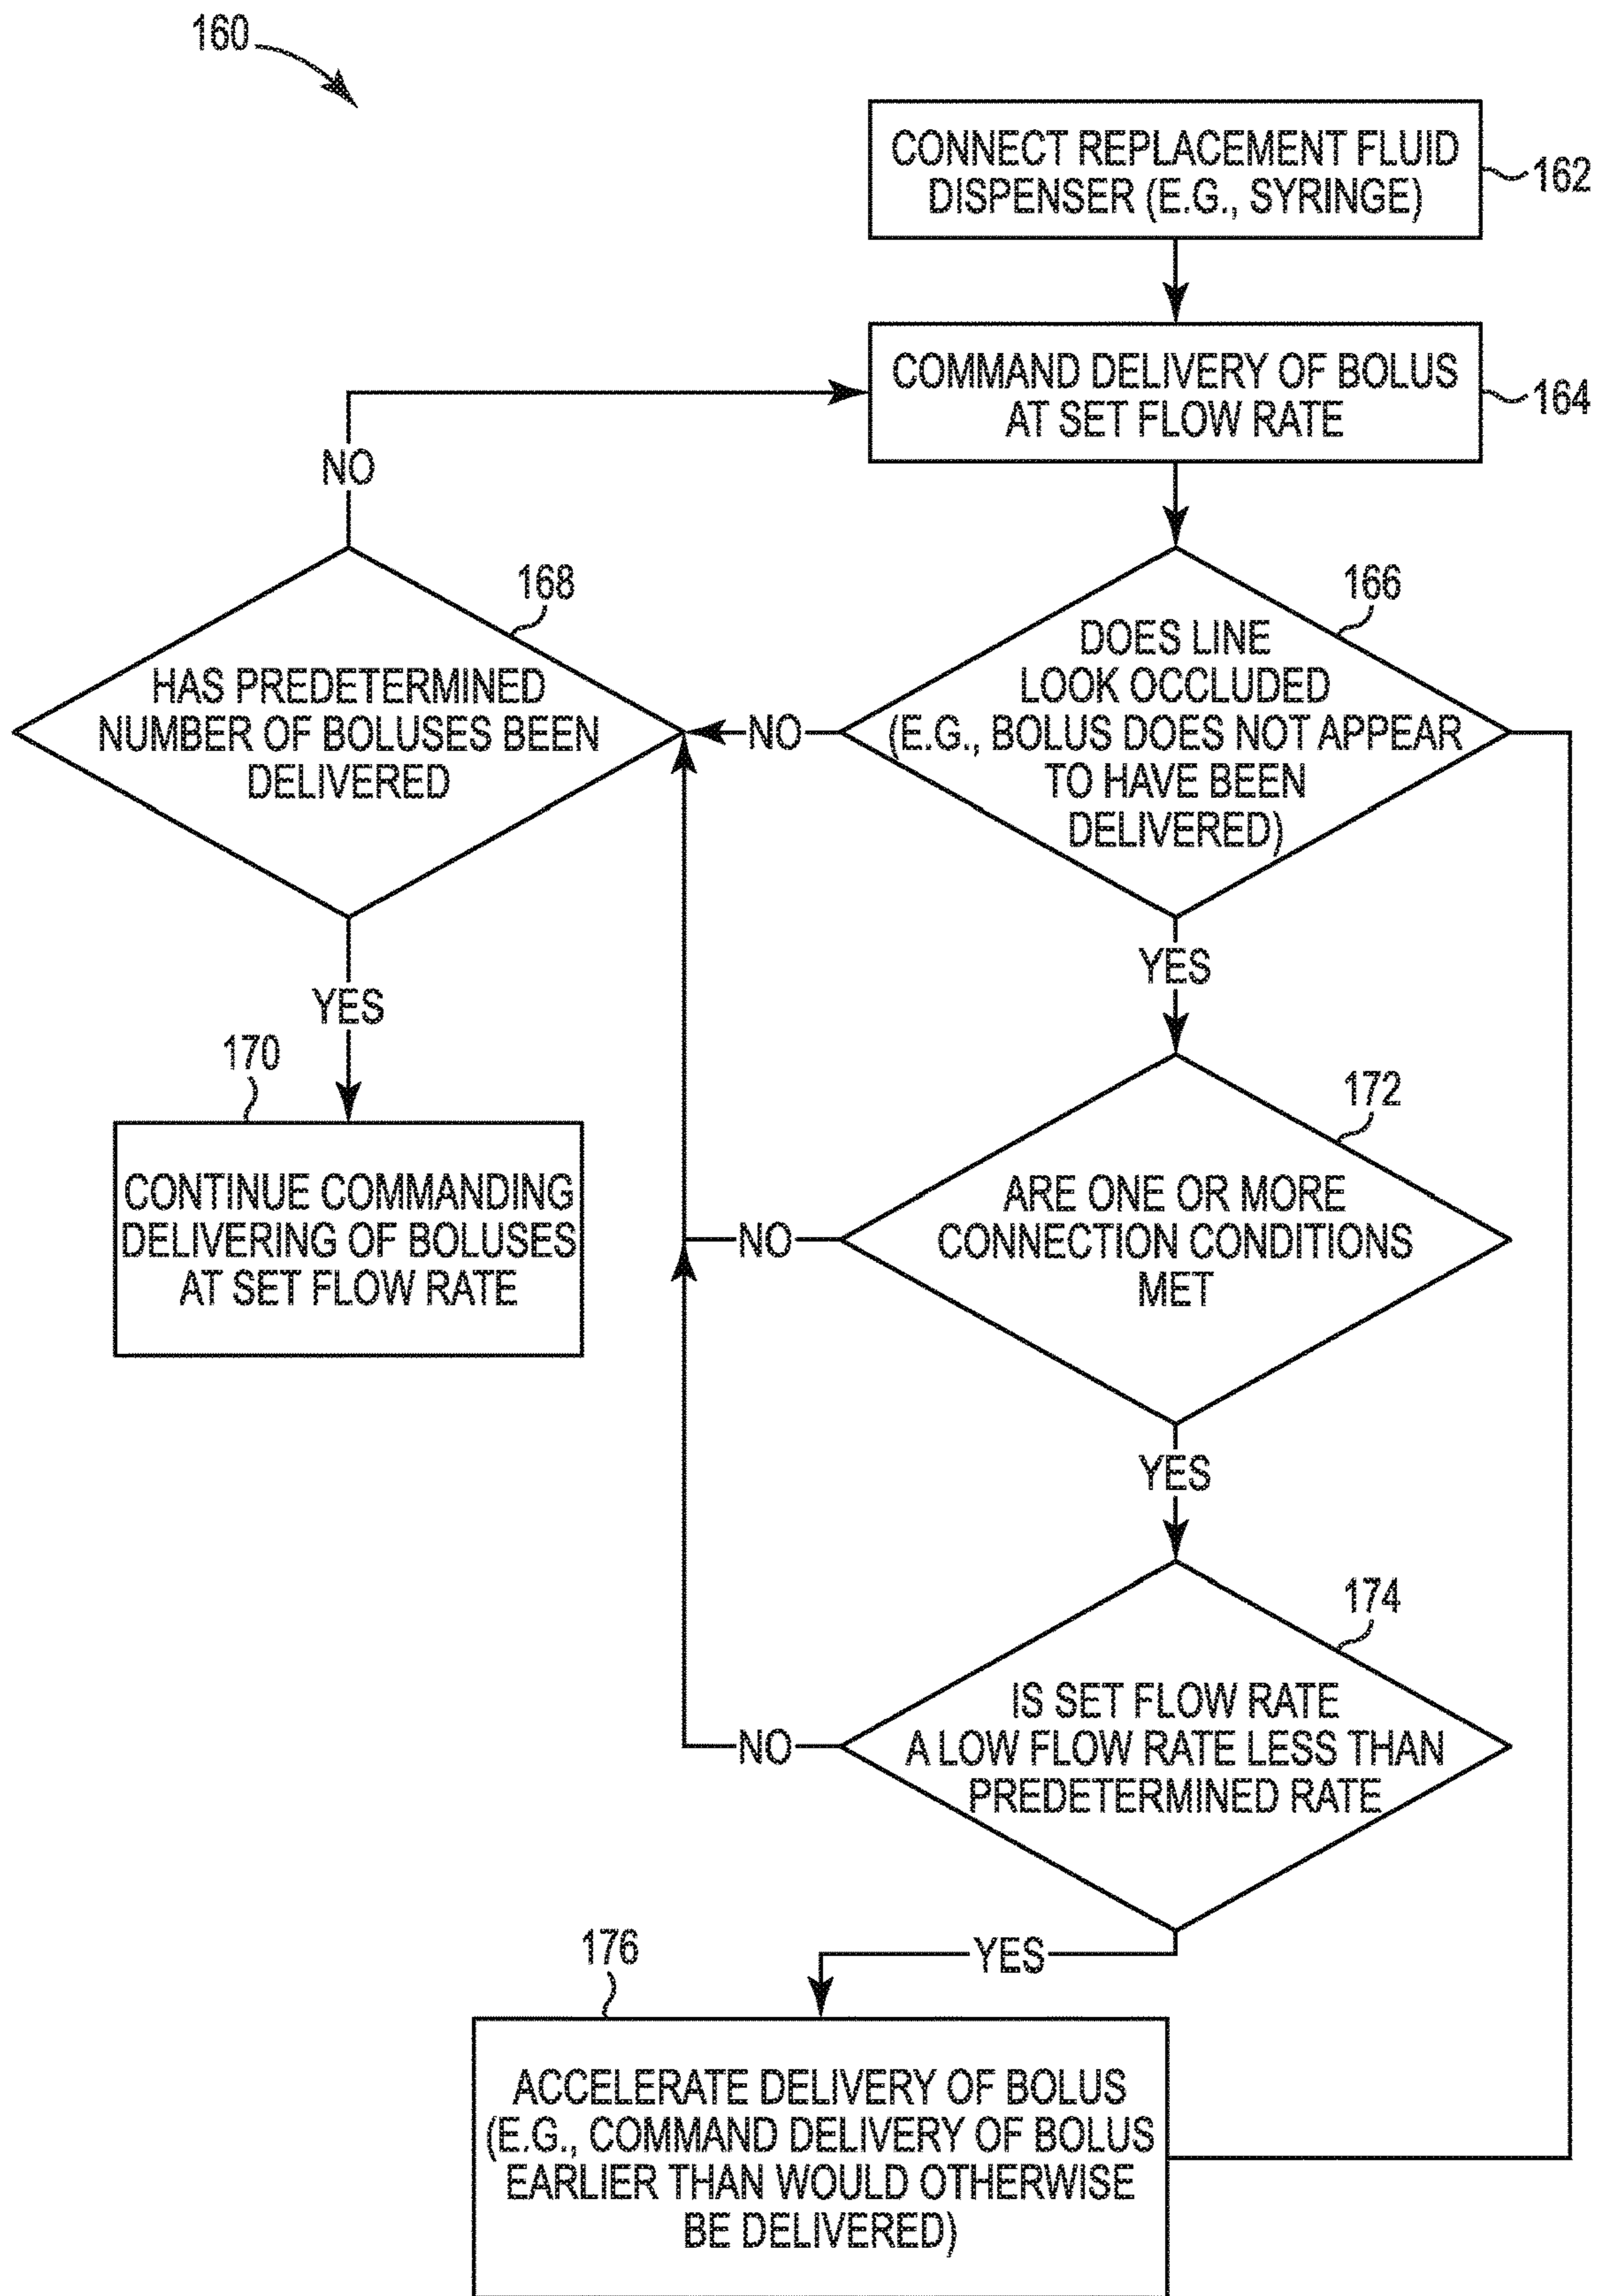 160
CONNECT REPLACEMENT FLUID
DISPENSER (E.G., SYRINGE)
162
COMMAND DELIVERY OF BOLUS
AT SET FLOW RATE
164
NO
168
HAS PREDETERMINED
NUMBER OF BOLUSES BEEN
DELIVERED
NO
166
DOES LINE
LOOK OCCLUDED
(E.G., BOLUS DOES NOT APPEAR
TO HAVE BEEN
DELIVERED)
YES
YES
170
CONTINUE COMMANDING
DELIVERING OF BOLUSES
AT SET FLOW RATE
172
ARE ONE OR MORE
CONNECTION CONDITIONS
MET
NO
YES
174
IS SET FLOW RATE
A LOW FLOW RATE LESS THAN
PREDETERMINED RATE
NO
YES
176
ACCELERATE DELIVERY OF BOLUS
(E.G., COMMAND DELIVERY OF BOLUS
EARLIER THAN WOULD OTHERWISE
BE DELIVERED)